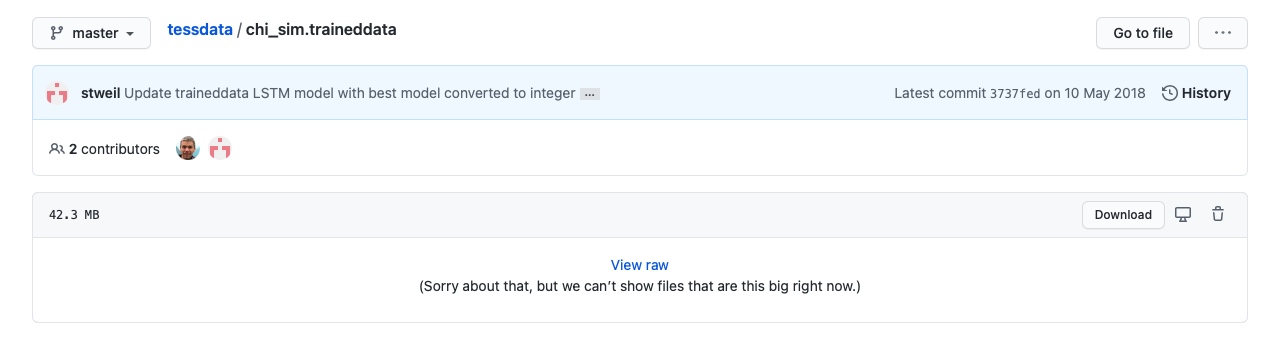 master
tessdata / chi_sim.traineddata
Go to file
...
stweil Update traineddata LSTM model with best model converted to integer ...
Latest commit 3737fed on 10 May 2018
History
2 contributors
42.3 MB
Download
View raw
(Sorry about that, but we can’t show files that are this big right now.)